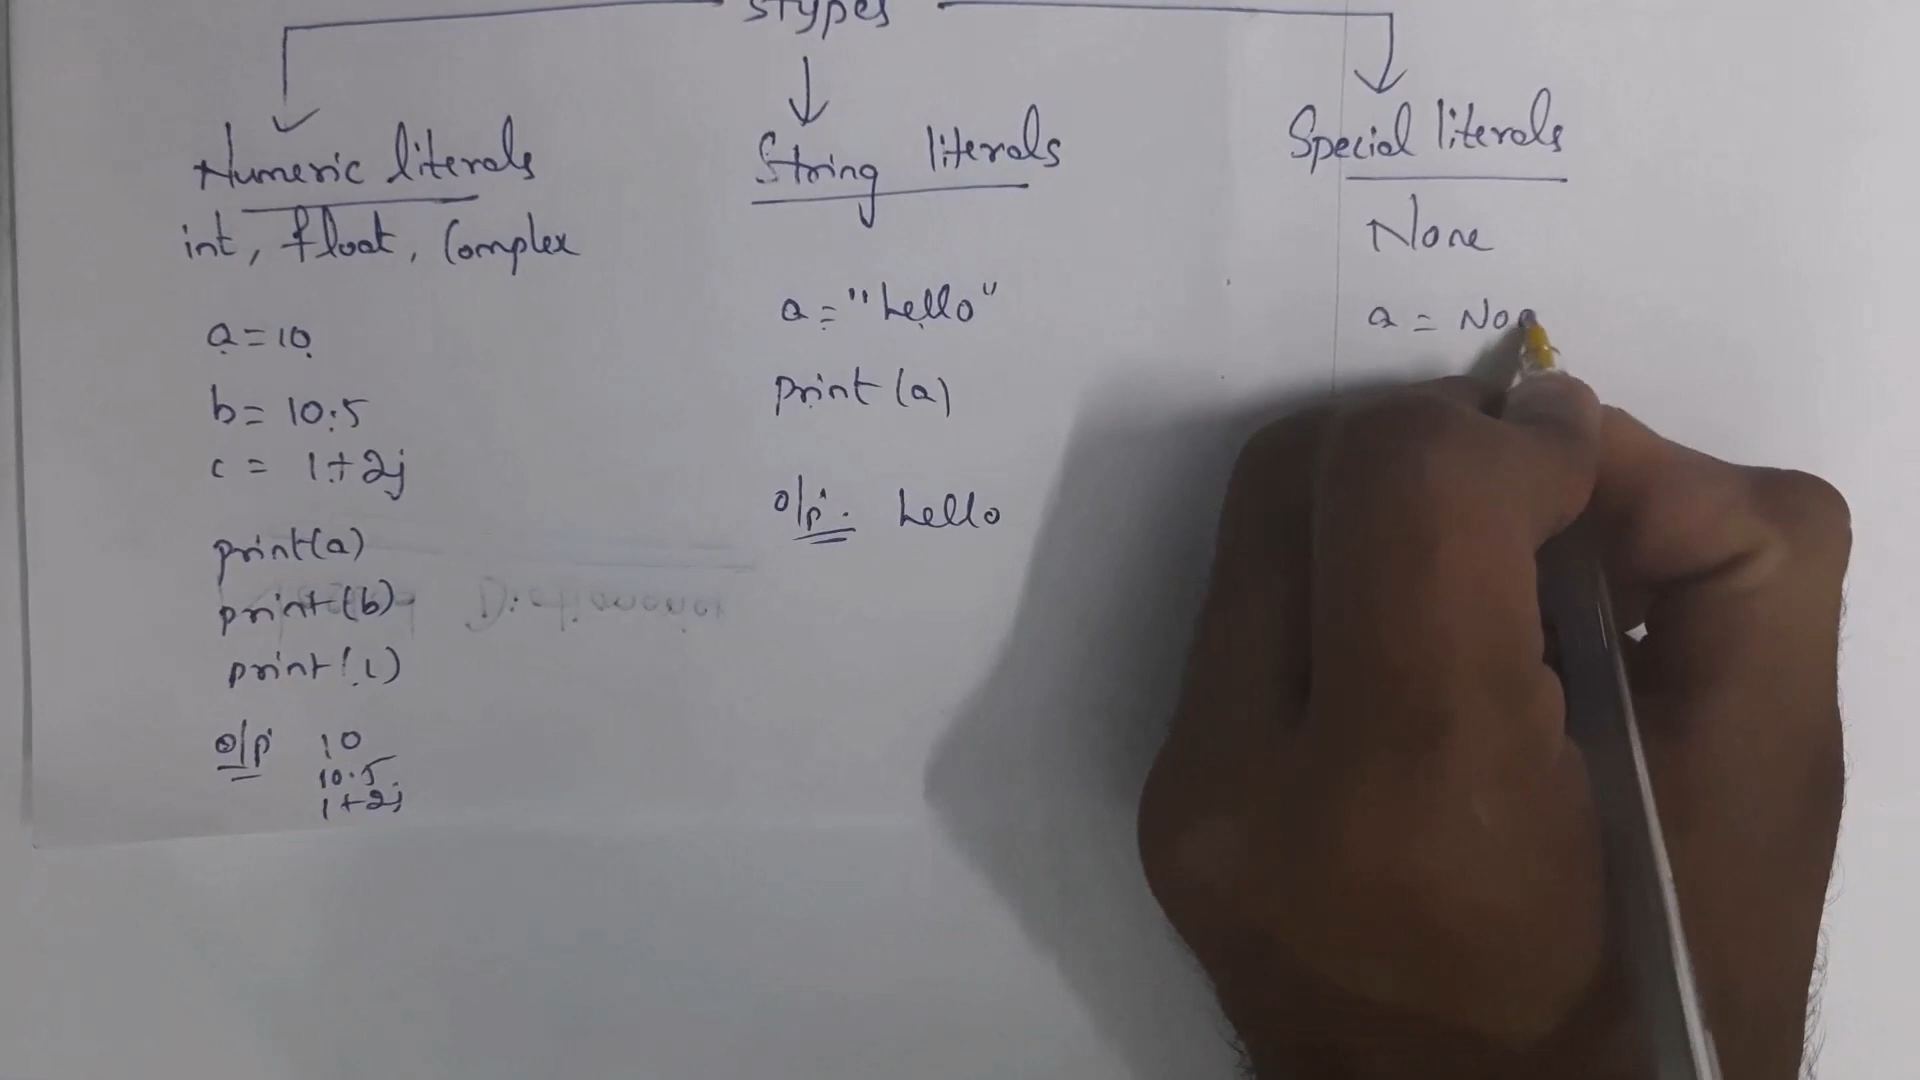 types
Numeric literals
int, float, Complex
a = 10
b = 10.5
c = 1+2j
print(a)
print(b)
print(c)
o/p 10
10.5
1+2j
String literals
a = "hello"
print (a)
o/p. hello
Special literals
None
a = No